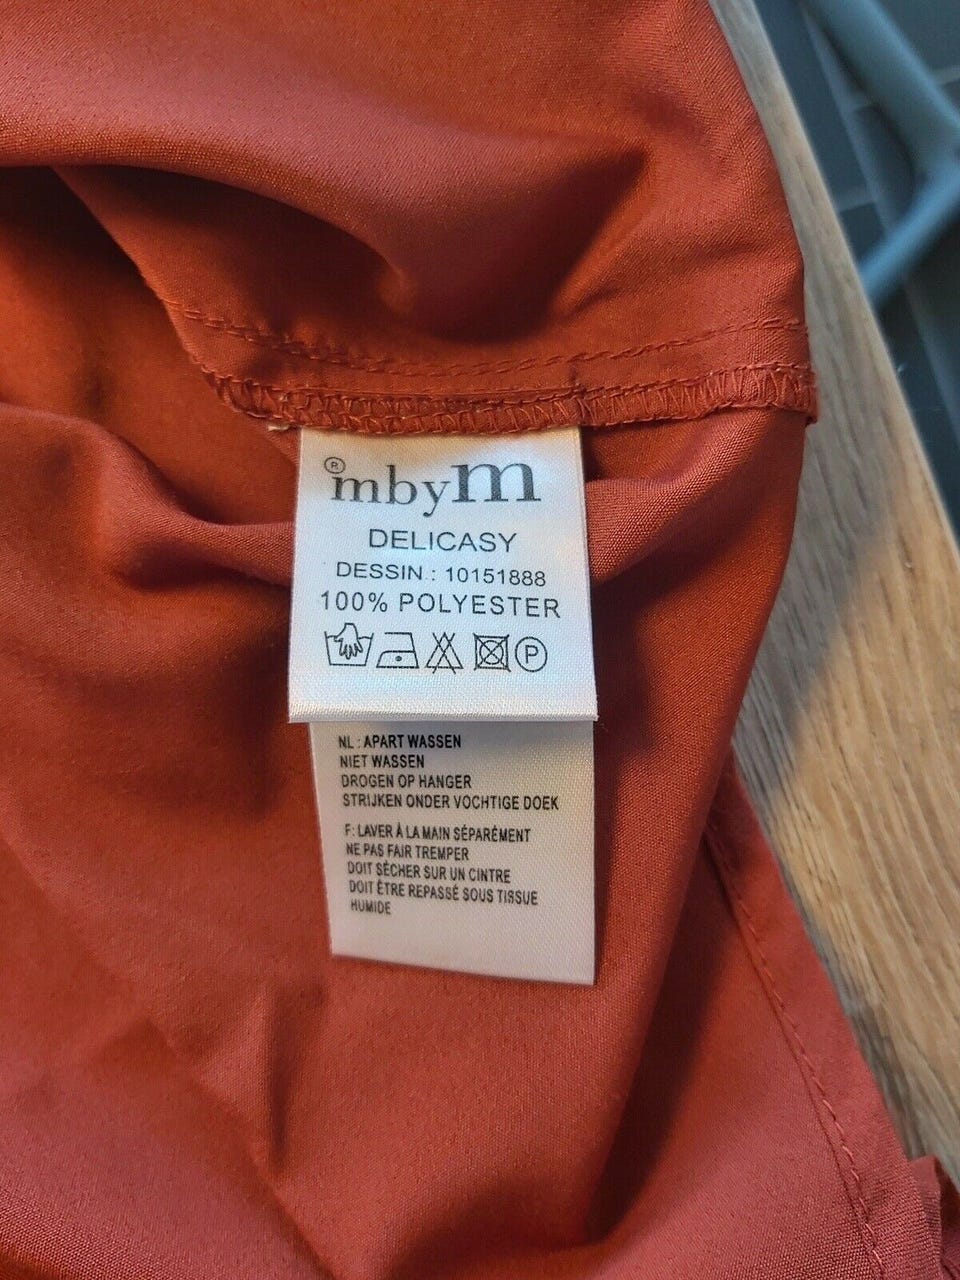 ® mbym
DELICASY
DESSIN : 10151888
100% POLYESTER
P
NL : APART WASSEN
NIET WASSEN
DROGEN OP HANGER
STRIJKEN ONDER VOCHTIGE DOEK
F: LAVER À LA MAIN SÉPARÉMENT
NE PAS FAIR TREMPER
DOIT SÈCHER SUR UN CINTRE
DOIT ÊTRE REPASSÉ SOUS TISSUE
HUMIDE